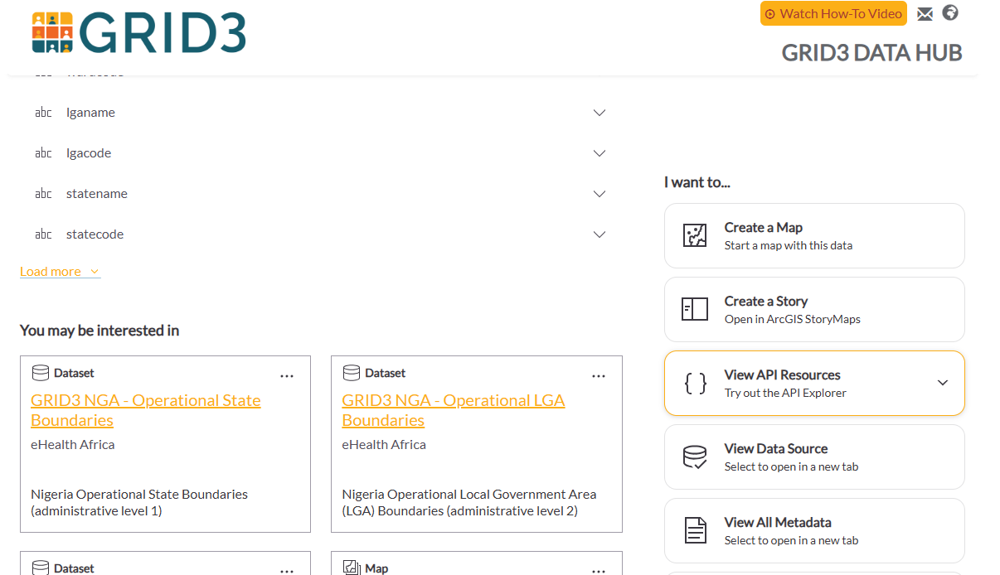 GRID3
Watch How-To Video
GRID3 DATA HUB
abc lganame
abc lgacode
abc statename
abc statecode
Load more
You may be interested in
Dataset
GRID3 NGA - Operational State
Boundaries
eHealth Africa
Nigeria Operational State Boundaries
(administrative level 1)
Dataset
GRID3 NGA - Operational LGA
Boundaries
eHealth Africa
Nigeria Operational Local Government Area
(LGA) Boundaries (administrative level 2)
Dataset
Map
I want to...
Create a Map
Start a map with this data
Create a Story
Open in ArcGIS StoryMaps
View API Resources
Try out the API Explorer
View Data Source
Select to open in a new tab
View All Metadata
Select to open in a new tab